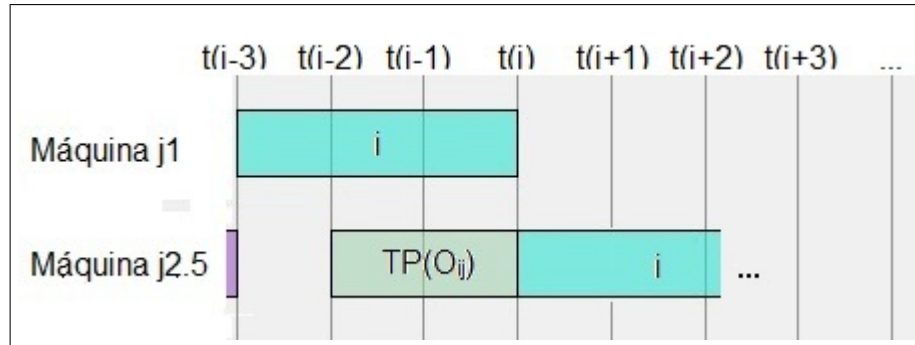 t(i-3) t(i-2) t(i-1) t(i) t(i+1) t(i+2) t(i+3) ...
Máquina j1 i
Máquina j2.5 TP(Oij) i ...